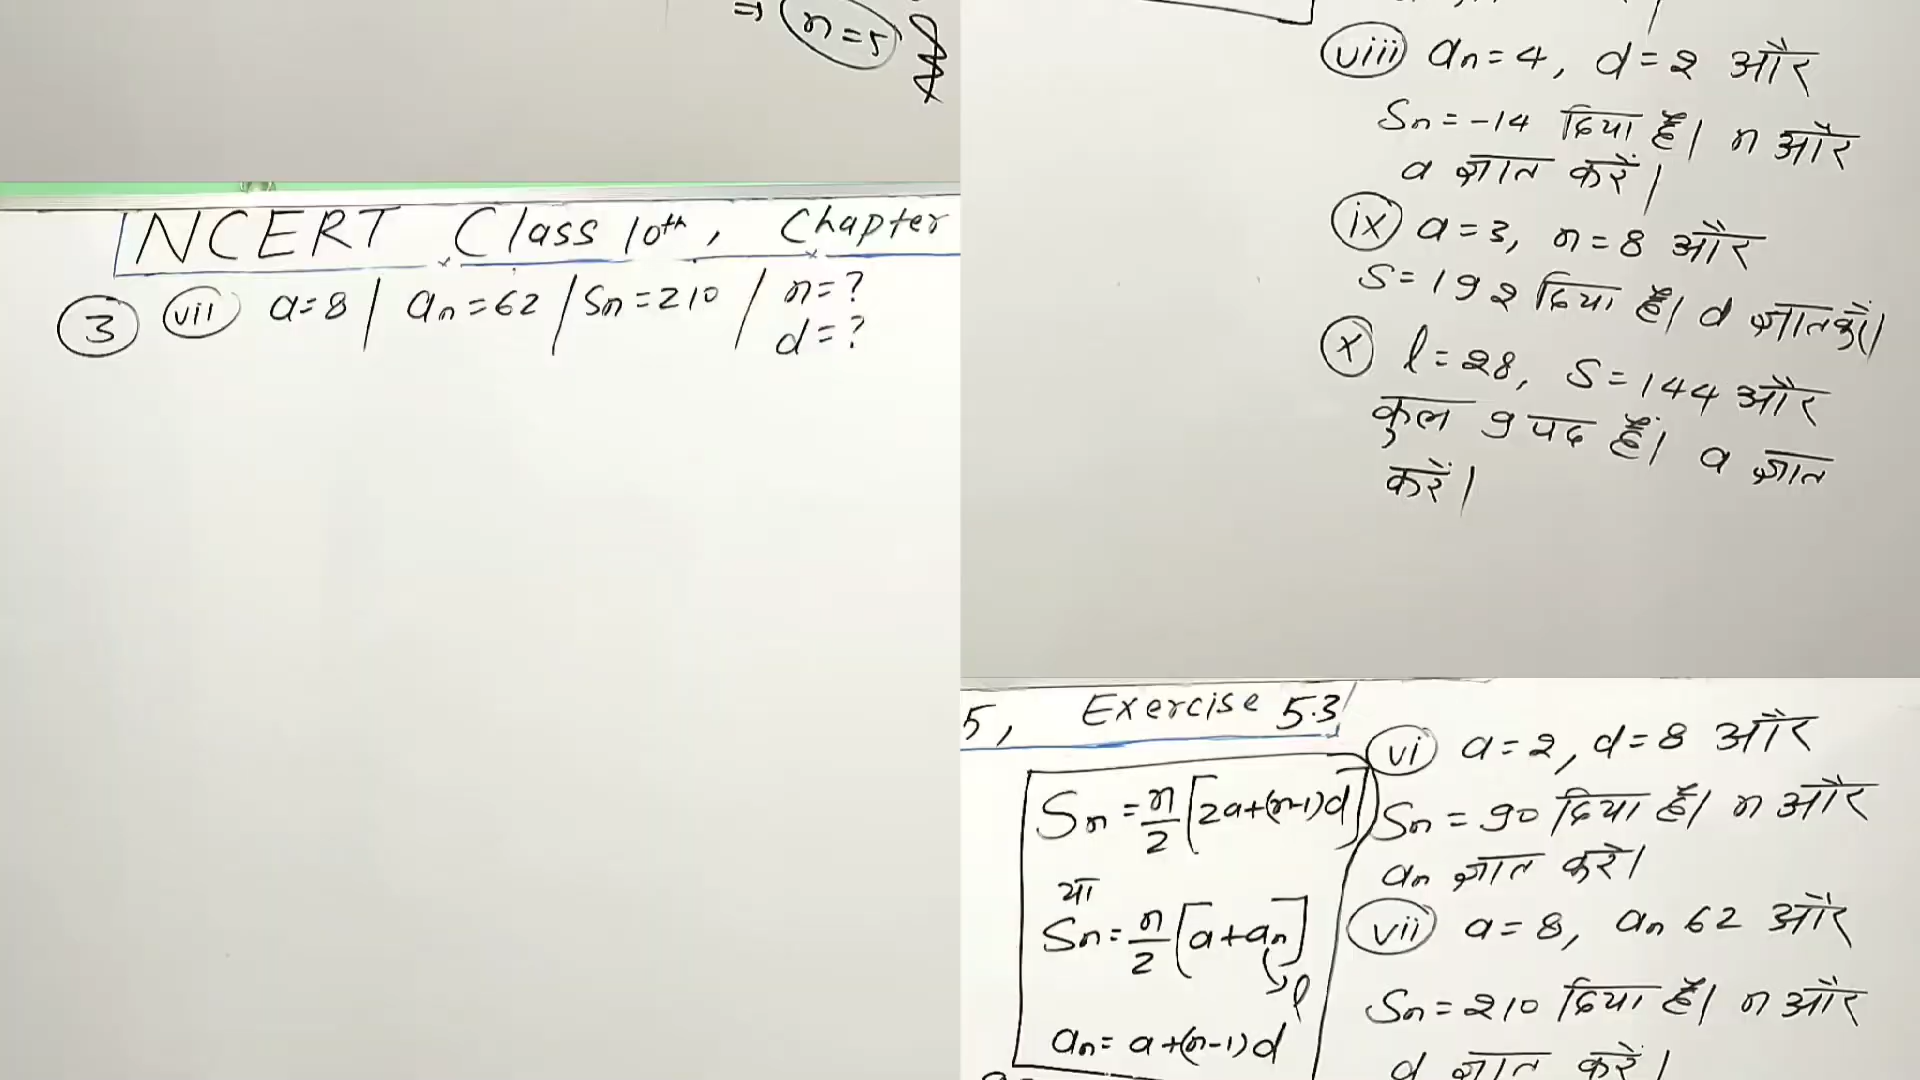 ⇒ n=5
NCERT Class 10th, Chapter
3 vii a=8 | an=62 | Sn=210 | n=?
d=?
viii an=4, d=2 और
Sn=-14 दिया है। n और
a ज्ञात करें।
ix a=3, n=8 और
S=192 दिया है। d ज्ञात करें।
x l=28, S=144 और
कुल 9 पद हैं। a ज्ञात
करें।
5, Exercise 5.3
Sn=n/2[2a+(n-1)d]
या
Sn=n/2[a+an]
l
an=a+(n-1)d
vi a=2, d=8 और
Sn=90 दिया है। n और
an ज्ञात करें।
vii a=8, an 62 और
Sn=210 दिया है। n और
d ज्ञात करें।